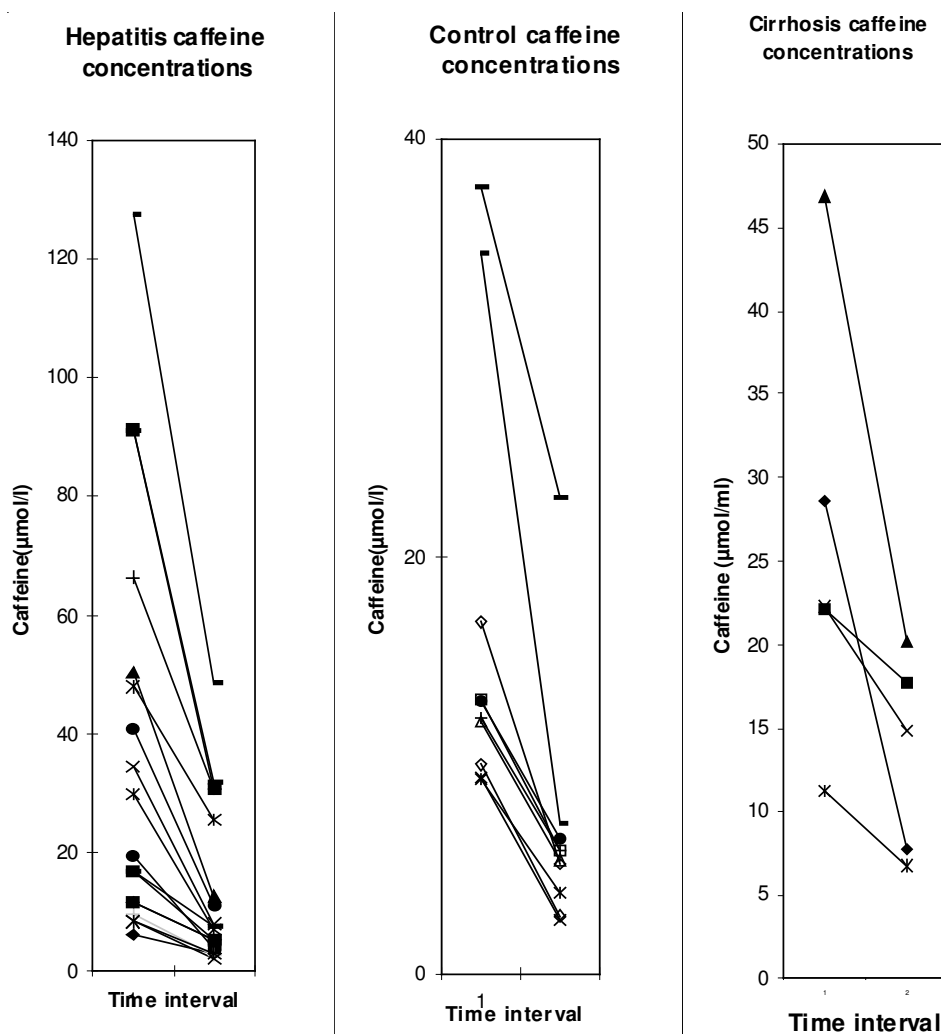 Hepatitis caffeine
concentrations
140
120
100
80
60
40
20
0
Caffeine(µmol/l)
1
Time interval
Control caffeine
concentrations
40
20
0
Caffeine(µmol/l)
1
Time interval
Cirrhosis caffeine
concentrations
50
45
40
35
30
25
20
15
10
5
0
Caffeine (µmol/ml)
1 2
Time interval